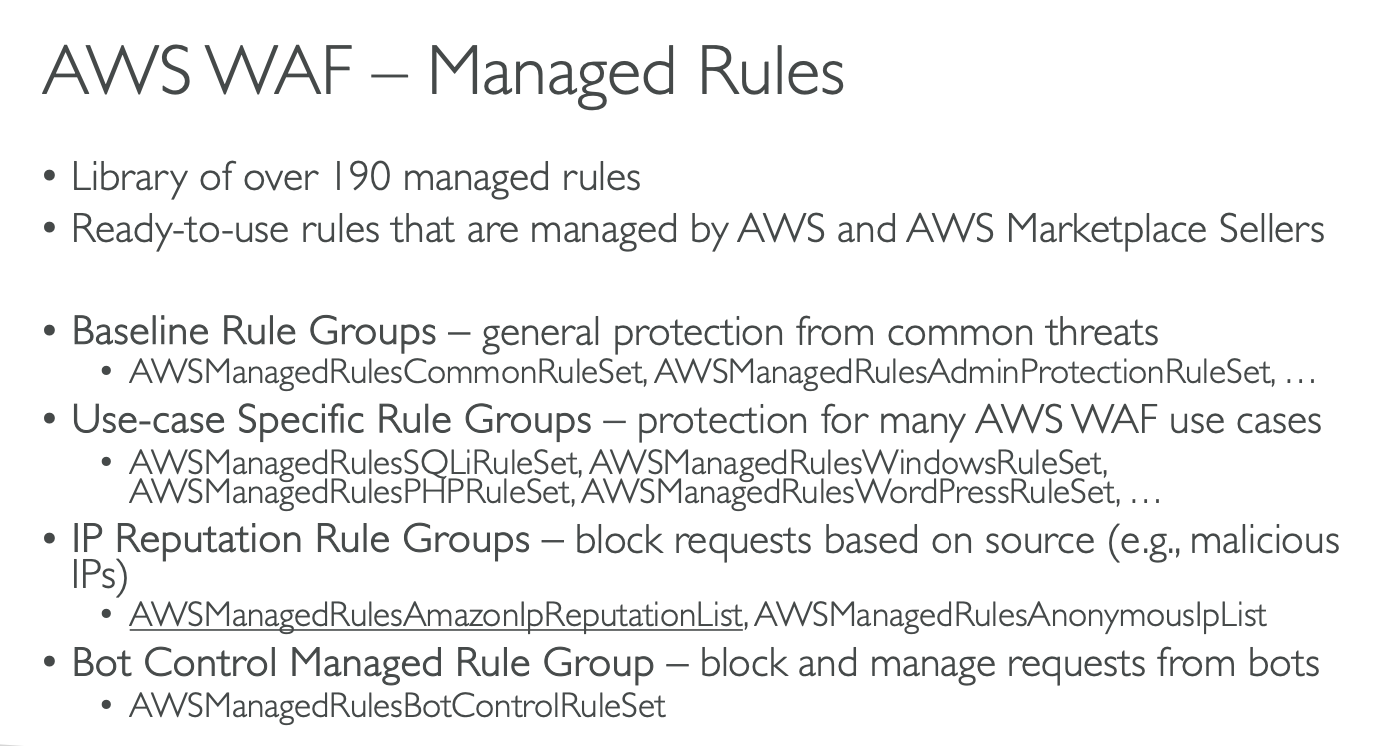 AWS WAF – Managed Rules
• Library of over 190 managed rules
• Ready-to-use rules that are managed by AWS and AWS Marketplace Sellers
• Baseline Rule Groups – general protection from common threats
• AWSManagedRulesCommonRuleSet, AWSManagedRulesAdminProtectionRuleSet, …
• Use-case Specific Rule Groups – protection for many AWS WAF use cases
• AWSManagedRulesSQLiRuleSet, AWSManagedRulesWindowsRuleSet,
AWSManagedRulesPHPRuleSet, AWSManagedRulesWordPressRuleSet, …
• IP Reputation Rule Groups – block requests based on source (e.g., malicious
IPs)
• AWSManagedRulesAmazonIpReputationList, AWSManagedRulesAnonymousIpList
• Bot Control Managed Rule Group – block and manage requests from bots
• AWSManagedRulesBotControlRuleSet